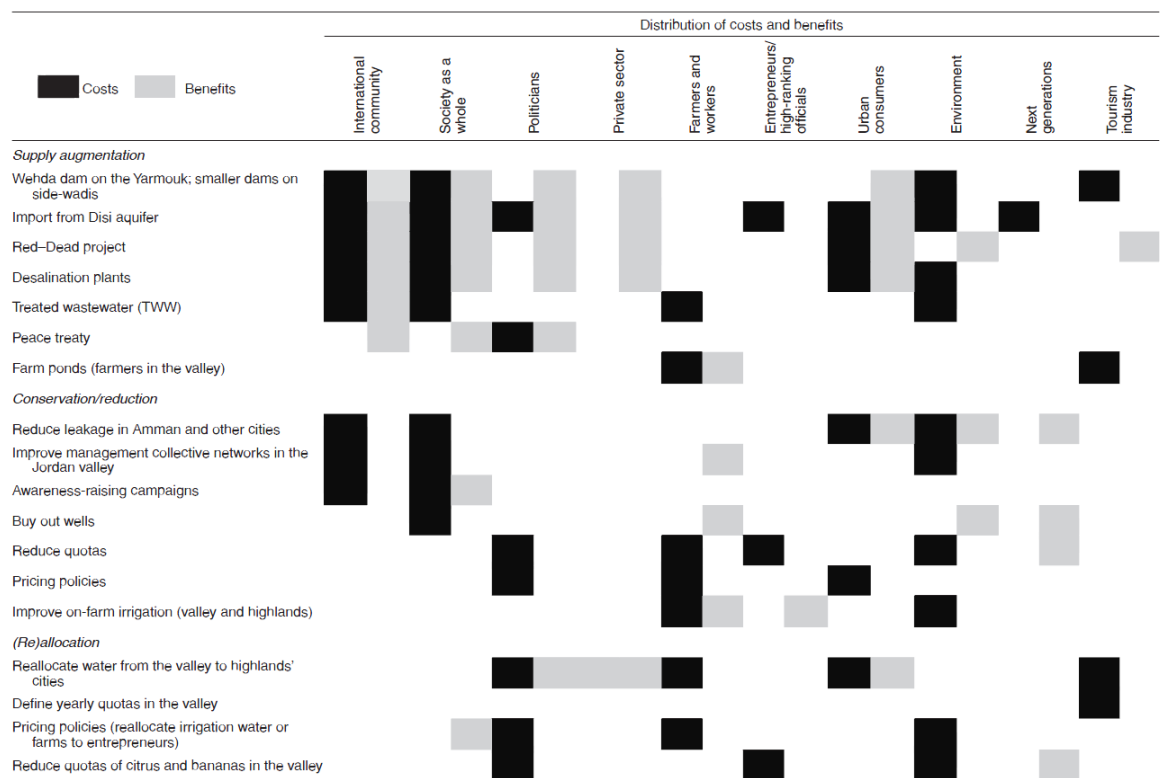 Distribution of costs and benefits
Costs
Benefits
International
community
Society as a
whole
Politicians
Private sector
Farmers and
workers
Entrepreneurs/
high-ranking
officials
Urban
consumers
Environment
Next
generations
Tourism
industry
Supply augmentation
Wehda dam on the Yarmouk; smaller dams on
side-wadis
Import from Disi aquifer
Red–Dead project
Desalination plants
Treated wastewater (TWW)
Peace treaty
Farm ponds (farmers in the valley)
Conservation/reduction
Reduce leakage in Amman and other cities
Improve management collective networks in the
Jordan valley
Awareness-raising campaigns
Buy out wells
Reduce quotas
Pricing policies
Improve on-farm irrigation (valley and highlands)
(Re)allocation
Reallocate water from the valley to highlands'
cities
Define yearly quotas in the valley
Pricing policies (reallocate irrigation water or
farms to entrepreneurs)
Reduce quotas of citrus and bananas in the valley